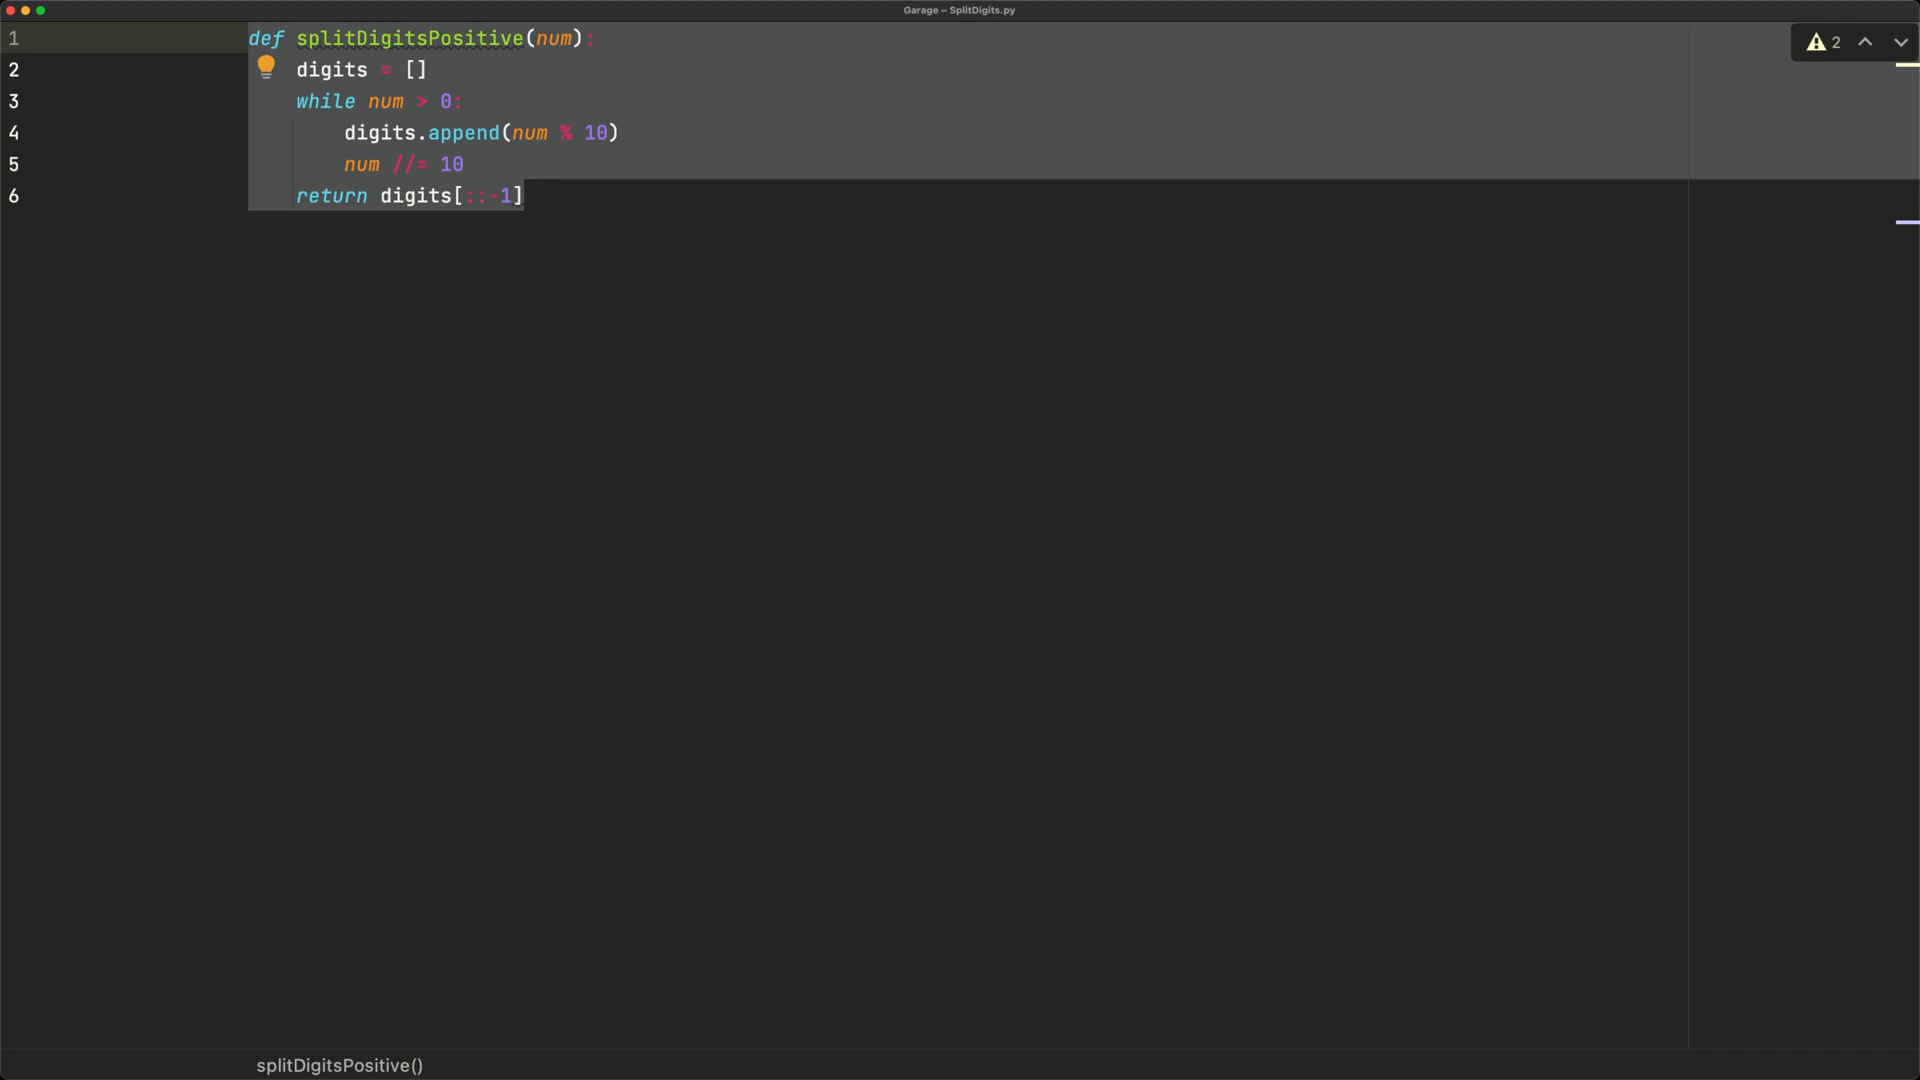 Garage – SplitDigits.py
1 def splitDigitsPositive(num):
2 digits = []
3 while num > 0:
4 digits.append(num % 10)
5 num //= 10
6 return digits[::-1]
2
splitDigitsPositive()